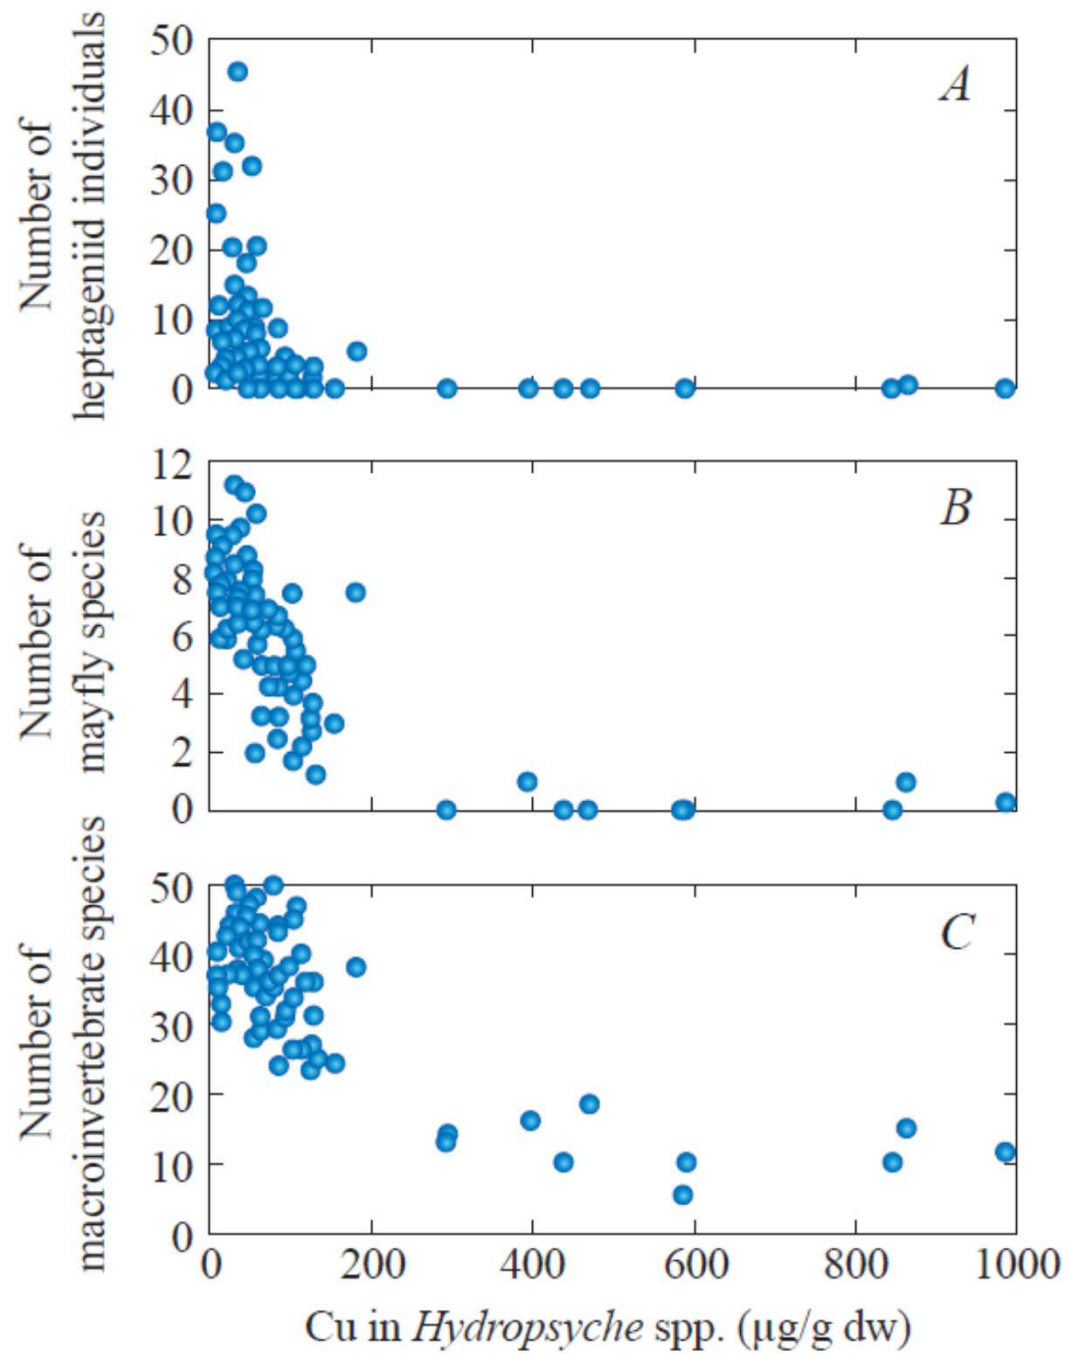 Number of
heptageniid individuals
50
40
30
20
10
0
A
Number of
mayfly species
12
10
8
6
4
2
0
B
Number of
macroinvertebrate species
50
40
30
20
10
0
C
0 200 400 600 800 1000
Cu in Hydropsyche spp. (µg/g dw)